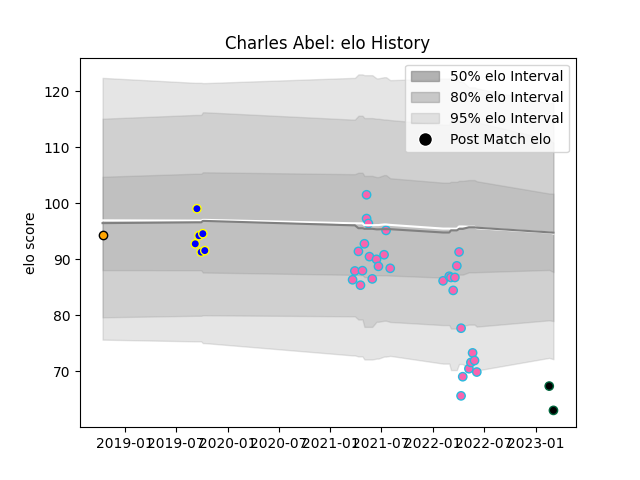 Charles Abel: elo History
50% elo Interval
80% elo Interval
95% elo Interval
Post Match elo
elo score
120
110
100
90
80
70
2019-01 2019-07 2020-01 2020-07 2021-01 2021-07 2022-01 2022-07 2023-01